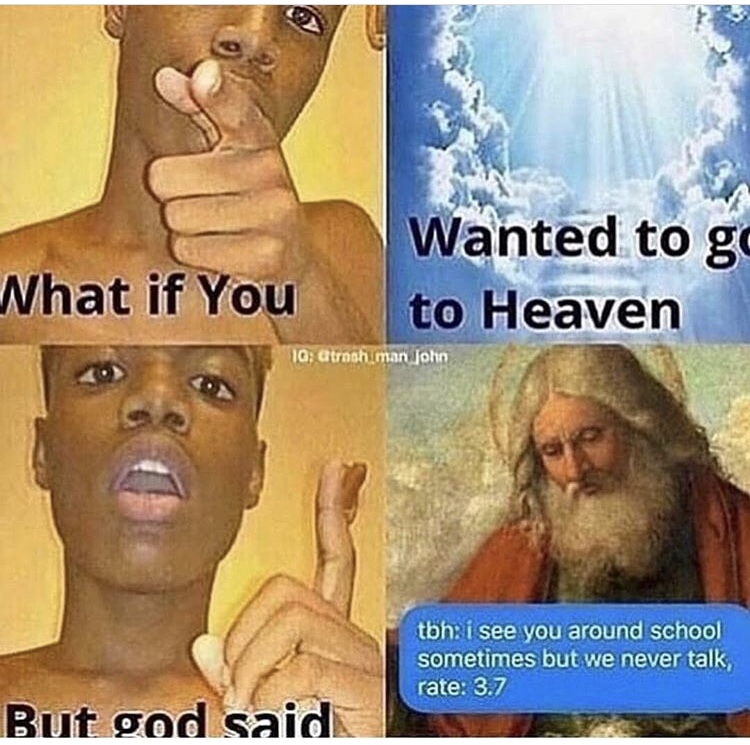 What if You
Wanted to go
to Heaven
IG: @trash_man_john
But god said
tbh: i see you around school
sometimes but we never talk,
rate: 3.7